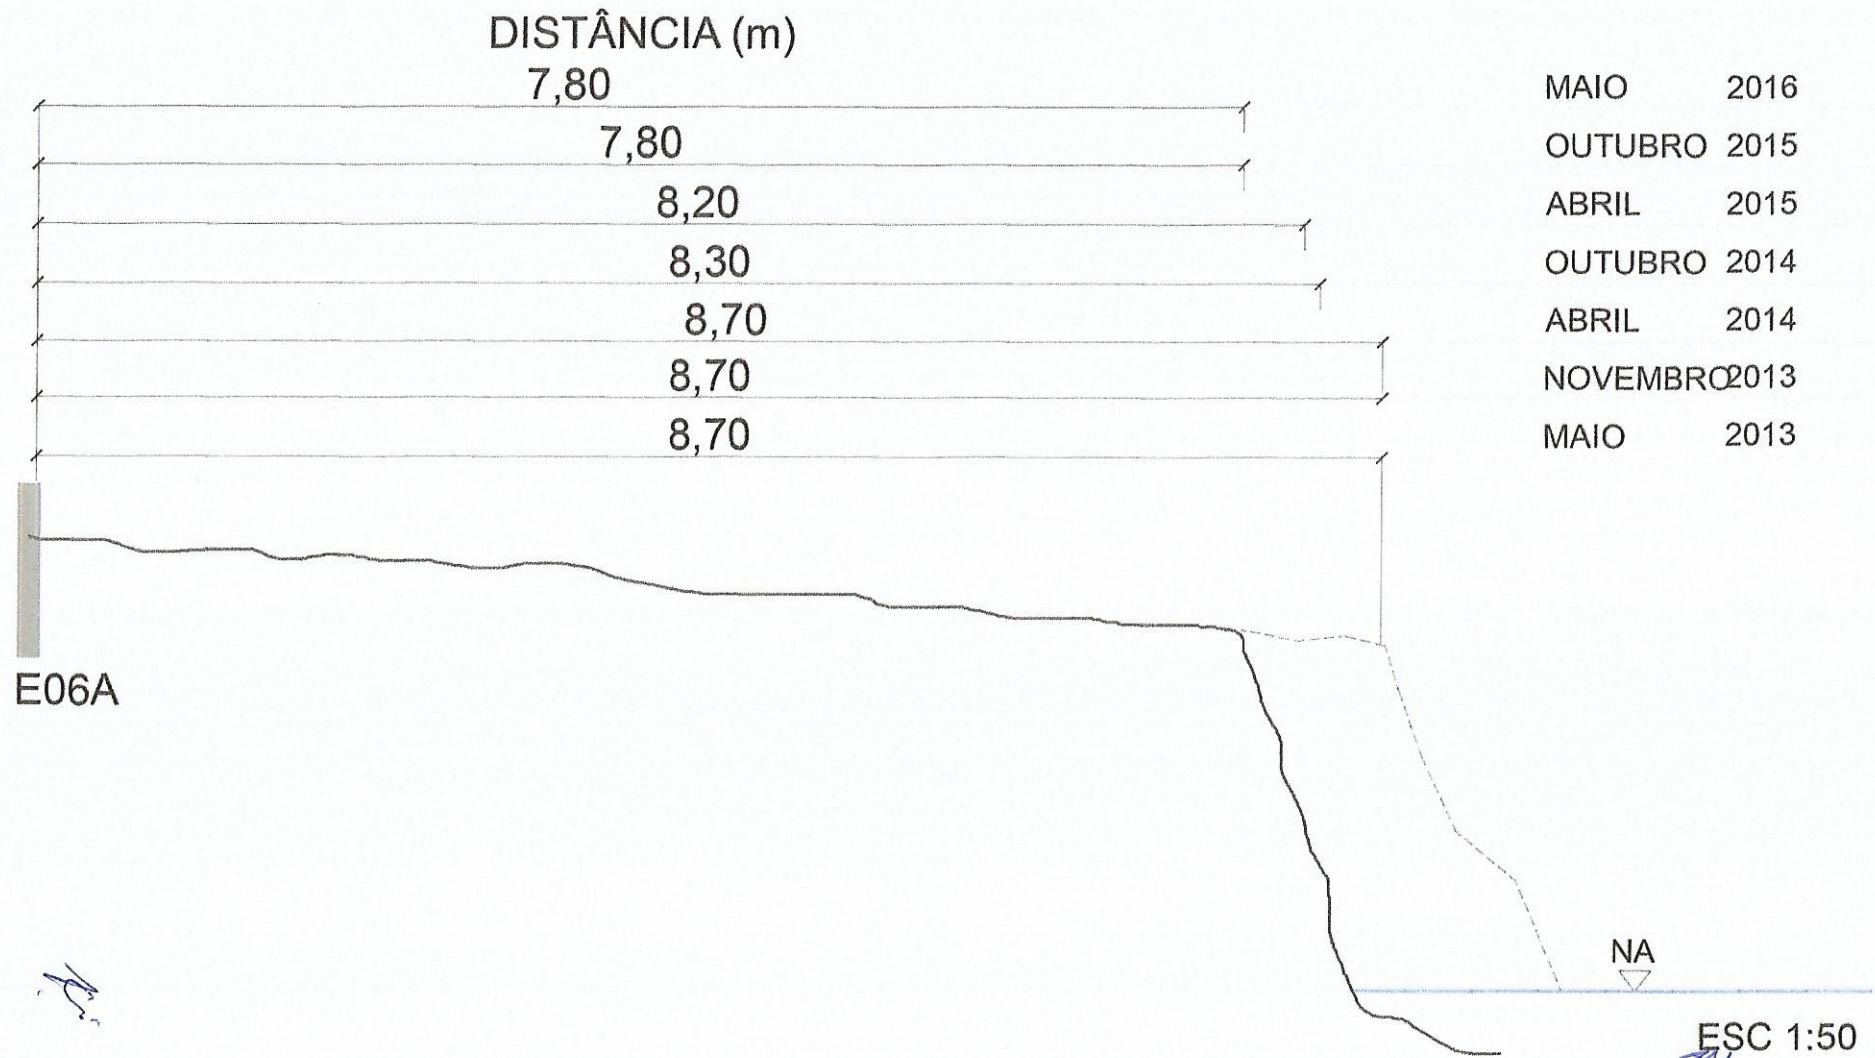 DISTÂNCIA (m)
7,80 MAIO 2016
7,80 OUTUBRO 2015
8,20 ABRIL 2015
8,30 OUTUBRO 2014
8,70 ABRIL 2014
8,70 NOVEMBRO 2013
8,70 MAIO 2013
E06A
NA
ESC 1:50